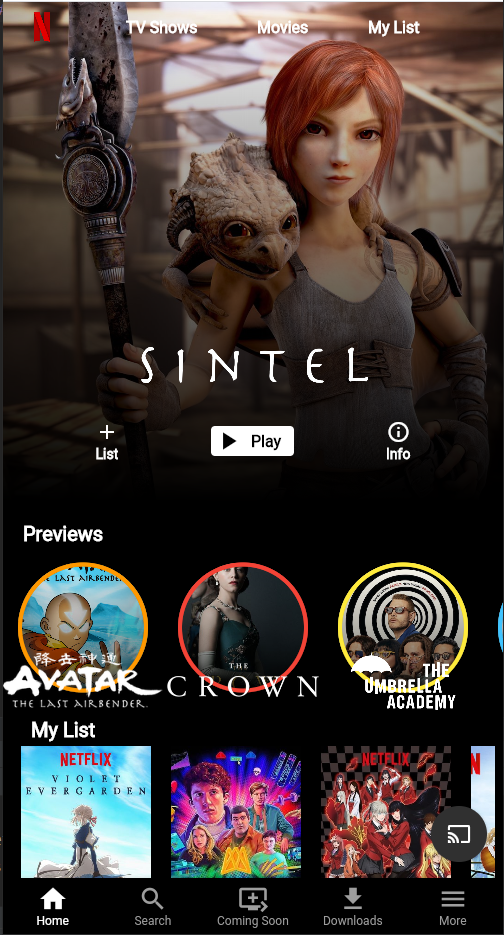 N
TV Shows Movies My List
SINTEL
List Play Info
Previews
THE LAST AIRBENDER
降去神通
AVATAR
THE LAST AIRBENDER.
THE
CROWN
THE
UMBRELLA
ACADEMY
My List
NETFLIX
VIOLET
EVERGARDEN
NETFLIX
N
Home Search Coming Soon Downloads More